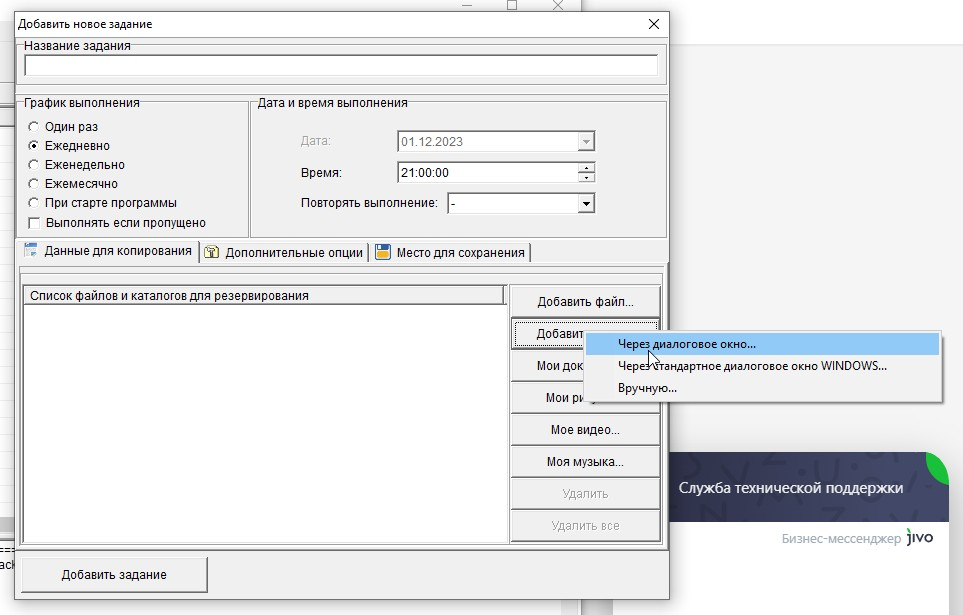 Добавить новое задание
Название задания
График выполнения
Один раз
Ежедневно
Еженедельно
Ежемесячно
При старте программы
Выполнять если пропущено
Дата и время выполнения
Дата:
01.12.2023
Время:
21:00:00
Повторять выполнение:
-
Данные для копирования
Дополнительные опции
Место для сохранения
Список файлов и каталогов для резервирования
Добавить файл...
Добавит
Через диалоговое окно...
Через стандартное диалоговое окно WINDOWS...
Вручную...
Мои док
Мои ри
Мое видео...
Моя музыка...
Удалить
Удалить все
Добавить задание
Служба технической поддержки
Бизнес-мессенджер jivo